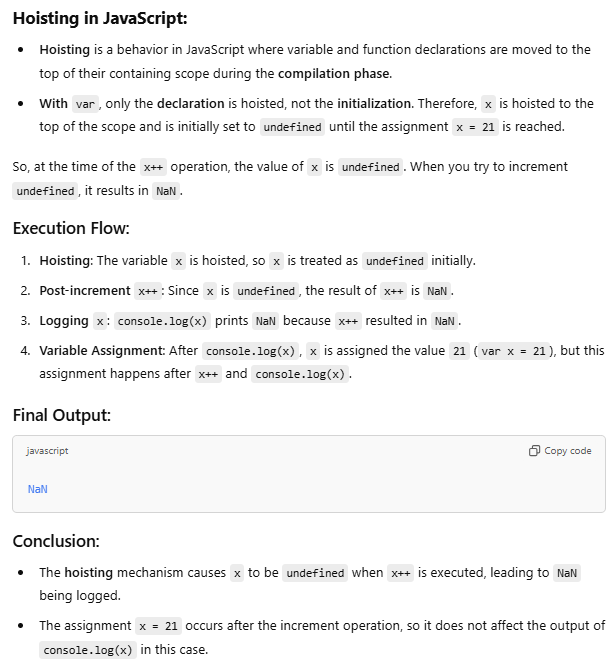 Hoisting in JavaScript:
• Hoisting is a behavior in JavaScript where variable and function declarations are moved to the
top of their containing scope during the compilation phase.
• With var, only the declaration is hoisted, not the initialization. Therefore, x is hoisted to the
top of the scope and is initially set to undefined until the assignment x = 21 is reached.
So, at the time of the x++ operation, the value of x is undefined. When you try to increment
undefined, it results in NaN.
Execution Flow:
1. Hoisting: The variable x is hoisted, so x is treated as undefined initially.
2. Post-increment x++: Since x is undefined, the result of x++ is NaN.
3. Logging x: console.log(x) prints NaN because x++ resulted in NaN.
4. Variable Assignment: After console.log(x), x is assigned the value 21 (var x = 21), but this
assignment happens after x++ and console.log(x).
Final Output:
javascript Copy code
NaN
Conclusion:
• The hoisting mechanism causes x to be undefined when x++ is executed, leading to NaN
being logged.
• The assignment x = 21 occurs after the increment operation, so it does not affect the output of
console.log(x) in this case.